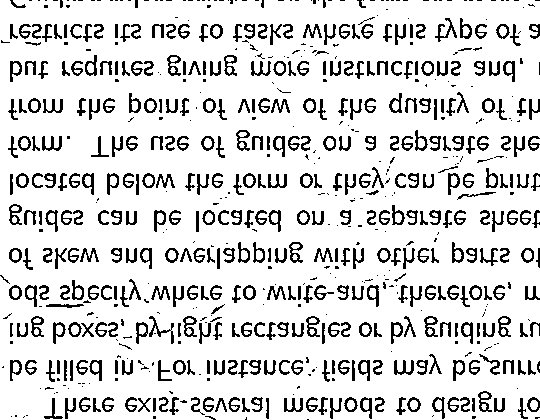 There exist several methods to design fo
be filled in. For instance, fields may be surr
ing boxes, by light rectangles or by guiding ru
ods specify where to write and, therefore, m
of skew and overlapping with other parts of
guides can be located on a separate sheet
located below the form or they can be print
form. The use of guides on a separate she
from the point of view of the quality of th
but requires giving more instructions and,
restricts its use to tasks where this type of a